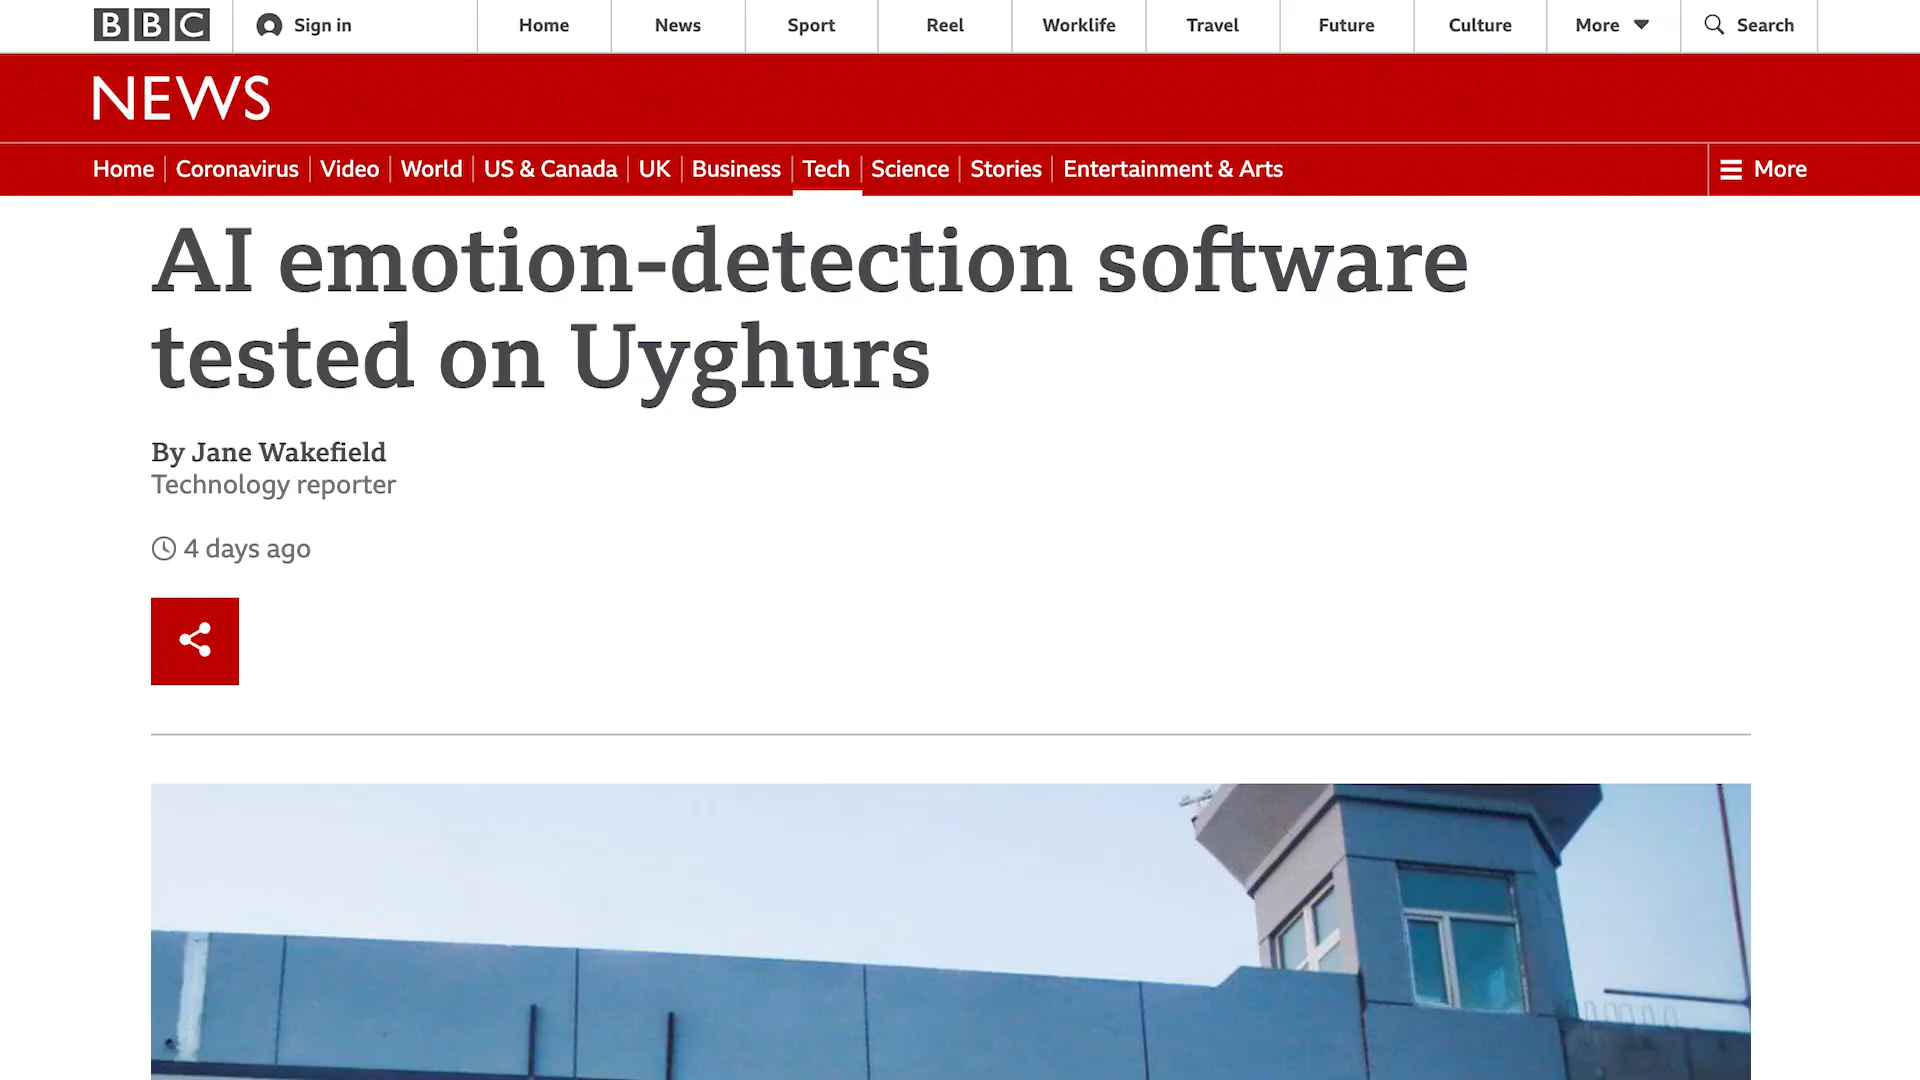 BBC Sign in Home News Sport Reel Worklife Travel Future Culture More Search
NEWS
Home Coronavirus Video World US & Canada UK Business Tech Science Stories Entertainment & Arts More
AI emotion-detection software
tested on Uyghurs
By Jane Wakefield
Technology reporter
4 days ago